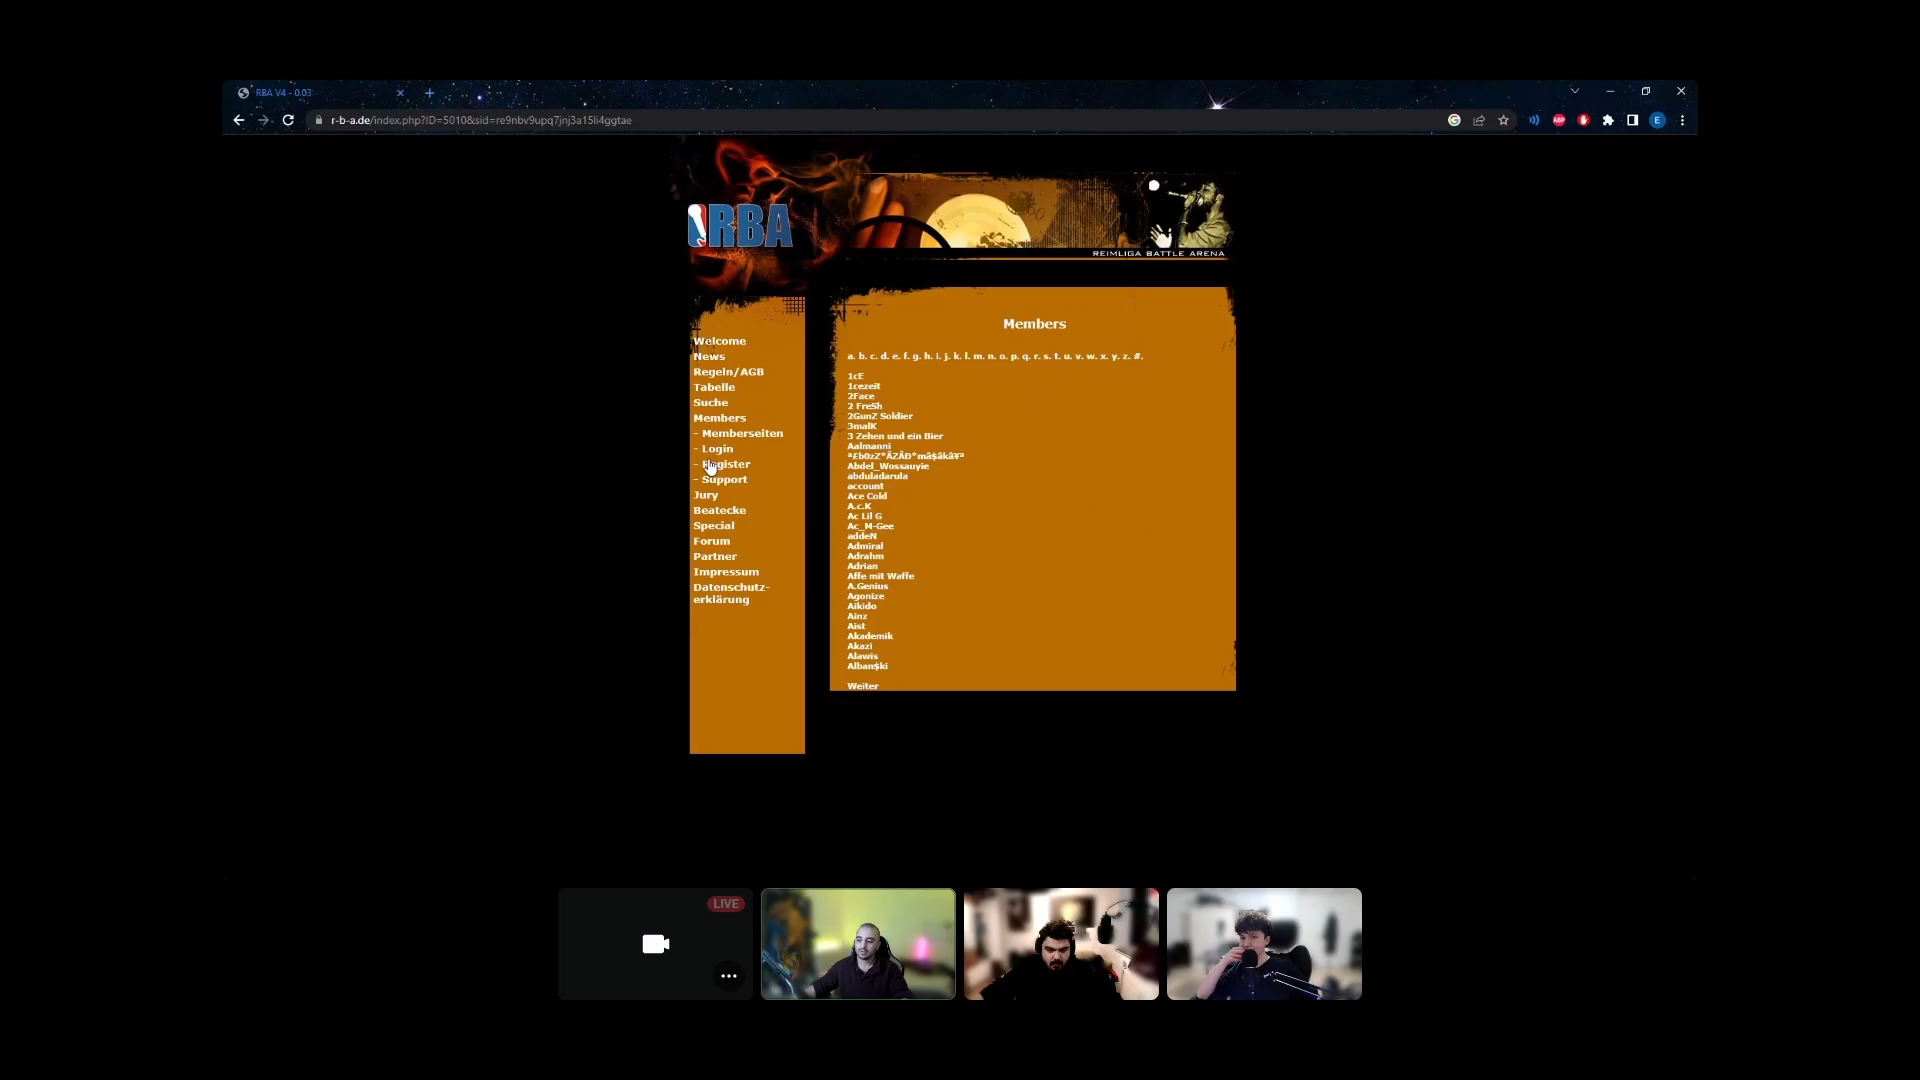 RBA V4 - 0.03
r-b-a.de/index.php?ID=5010&sid=re9nbv9upq7jnj3a15li4ggtae
ABP
E
RBA
REIMLIGA BATTLE ARENA
Welcome
News
Regeln/AGB
Tabelle
Suche
Members
- Memberseiten
- Login
- Register
- Support
Jury
Beatecke
Special
Forum
Partner
Impressum
Datenschutz-
erklärung
Members
a. b. c. d. e. f. g. h. i. j. k. l. m. n. o. p. q. r. s. t. u. v. w. x. y. z. #.
1cE
1cezeit
2Face
2 FreSh
2GunZ Soldier
3malK
3 Zehen und ein Bier
Aalmanni
Abdel_Wossauyie
abduladarula
account
Ace Cold
A.c.K
Ac Lil G
Ac_M-Gee
addeN
Admiral
Adrahm
Adrian
Affe mit Waffe
A.Genius
Agonize
Aikido
Ainz
Aist
Akademik
Akazi
Alawis
Alban$ki
Weiter
LIVE